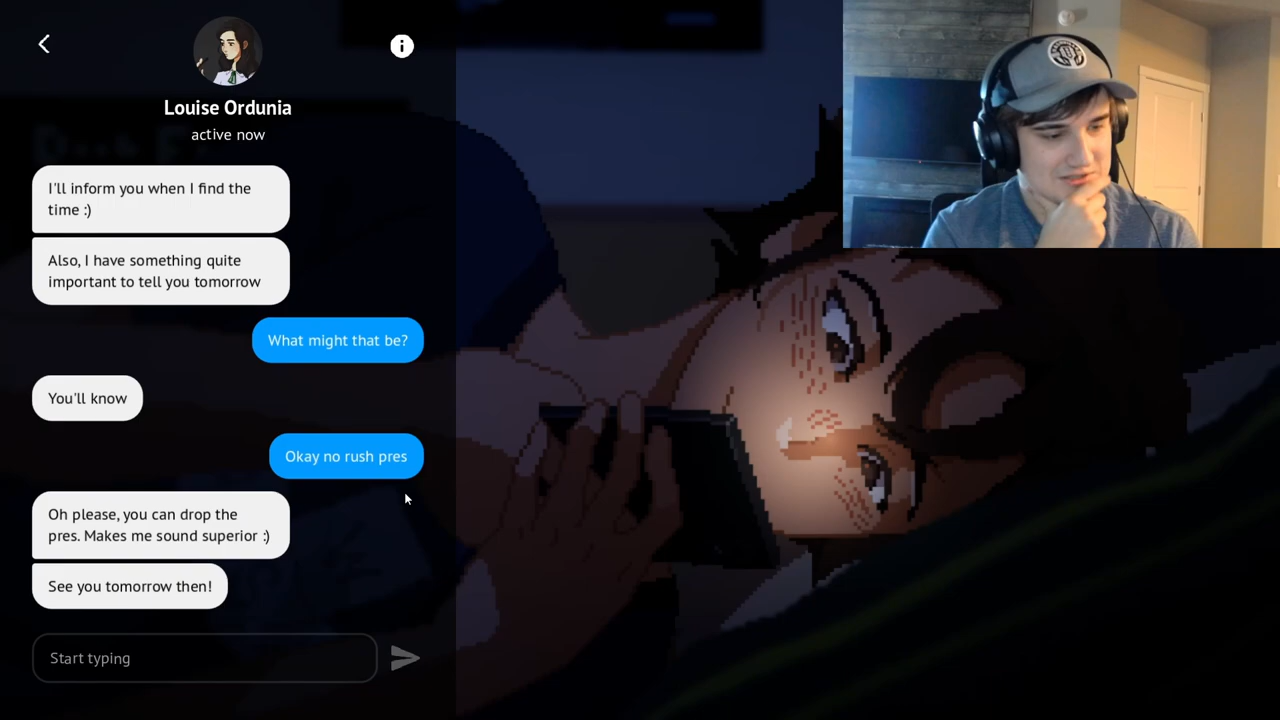 Louise Ordunia
active now
I'll inform you when I find the
time :)
Also, I have something quite
important to tell you tomorrow
What might that be?
You'll know
Okay no rush pres
Oh please, you can drop the
pres. Makes me sound superior :)
See you tomorrow then!
Start typing